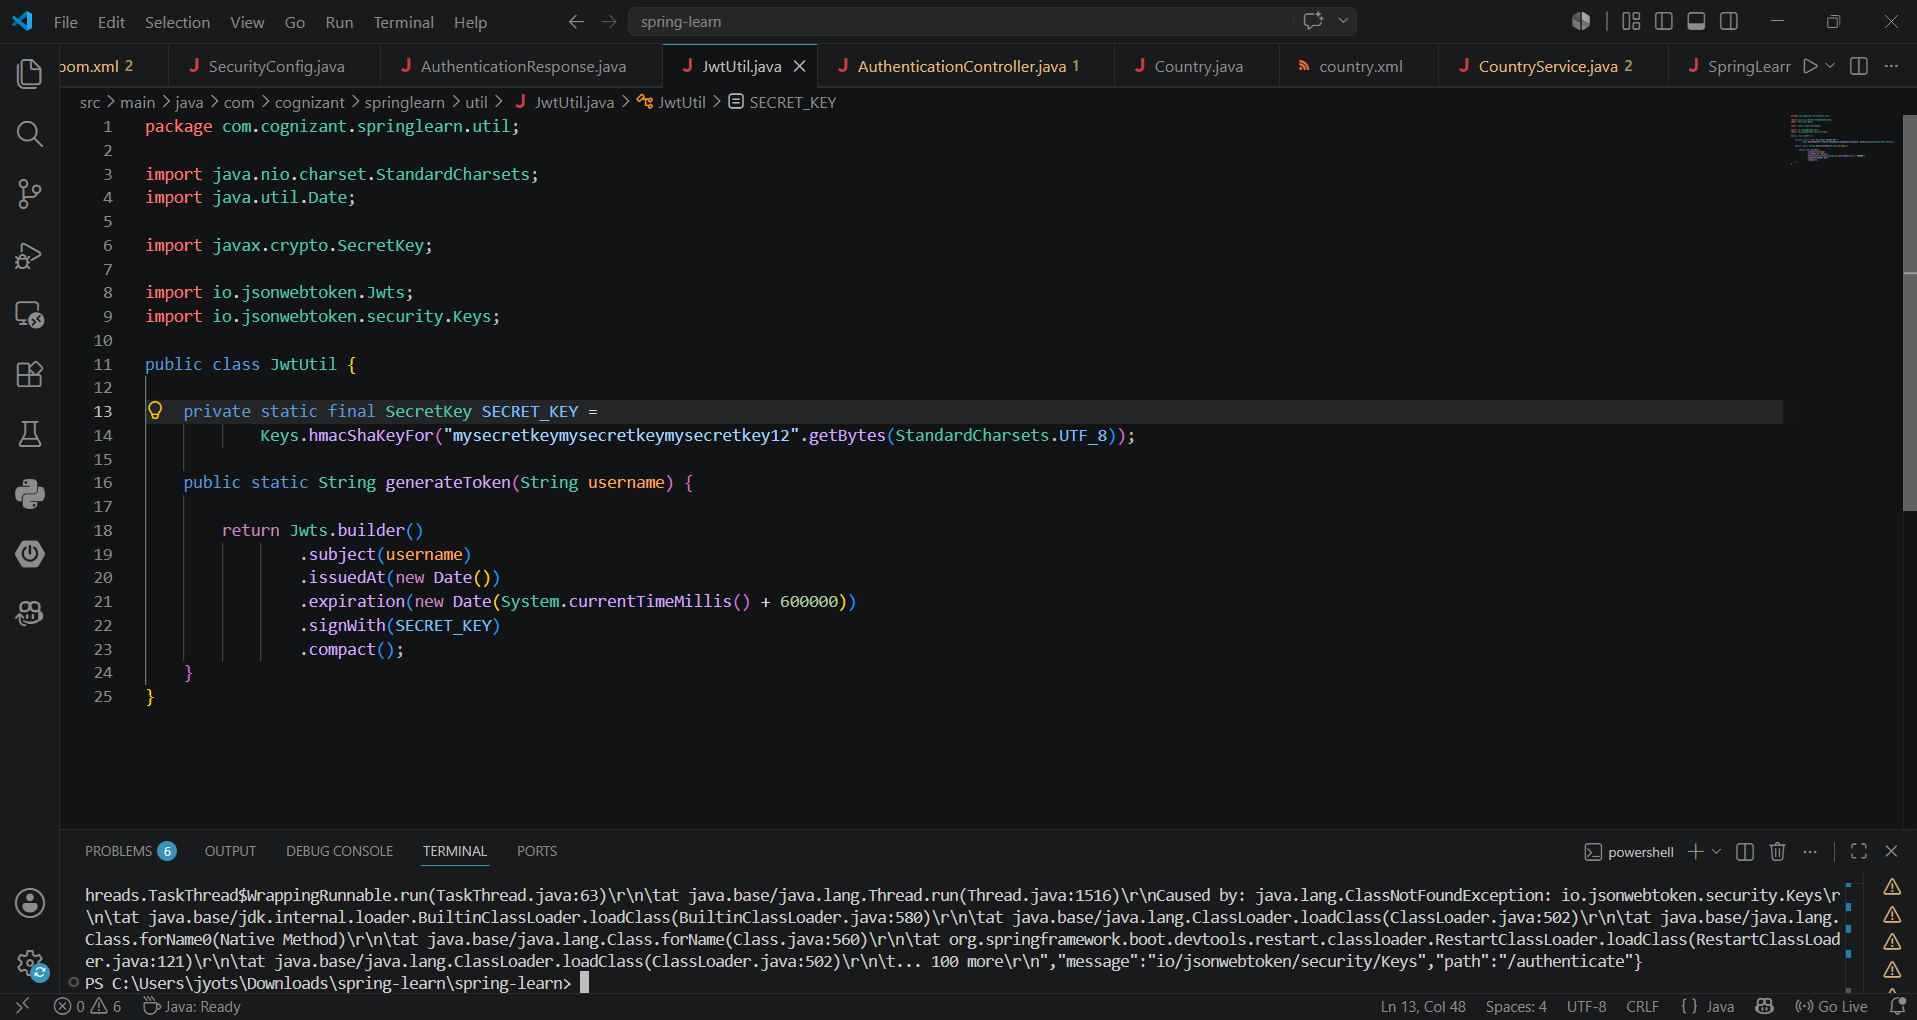 File Edit Selection View Go Run Terminal Help spring-learn
pom.xml 2 SecurityConfig.java AuthenticationResponse.java JwtUtil.java AuthenticationController.java 1 Country.java country.xml CountryService.java 2 SpringLearr
src > main > java > com > cognizant > springlearn > util > JwtUtil.java > JwtUtil > SECRET_KEY
1 package com.cognizant.springlearn.util;
2
3 import java.nio.charset.StandardCharsets;
4 import java.util.Date;
5
6 import javax.crypto.SecretKey;
7
8 import io.jsonwebtoken.Jwts;
9 import io.jsonwebtoken.security.Keys;
10
11 public class JwtUtil {
12
13 private static final SecretKey SECRET_KEY =
14 Keys.hmacShaKeyFor("mysecretkeymysecretkeymysecretkey12".getBytes(StandardCharsets.UTF_8));
15
16 public static String generateToken(String username) {
17
18 return Jwts.builder()
19 .subject(username)
20 .issuedAt(new Date())
21 .expiration(new Date(System.currentTimeMillis() + 600000))
22 .signWith(SECRET_KEY)
23 .compact();
24 }
25 }
PROBLEMS 6 OUTPUT DEBUG CONSOLE TERMINAL PORTS powershell
hreads.TaskThread$WrappingRunnable.run(TaskThread.java:63)\r\n\tat java.base/java.lang.Thread.run(Thread.java:1516)\r\nCaused by: java.lang.ClassNotFoundException: io.jsonwebtoken.security.Keys\r
\n\tat java.base/jdk.internal.loader.BuiltinClassLoader.loadClass(BuiltinClassLoader.java:580)\r\n\tat java.base/java.lang.ClassLoader.loadClass(ClassLoader.java:502)\r\n\tat java.base/java.lang.
Class.forName0(Native Method)\r\n\tat java.base/java.lang.Class.forName(Class.java:560)\r\n\tat org.springframework.boot.devtools.restart.classloader.RestartClassLoader.loadClass(RestartClassLoad
er.java:121)\r\n\tat java.base/java.lang.ClassLoader.loadClass(ClassLoader.java:502)\r\n\t... 100 more\r\n","message":"io/jsonwebtoken/security/Keys","path":"/authenticate"}
PS C:\Users\jyots\Downloads\spring-learn\spring-learn>
0 6 Java: Ready Ln 13, Col 48 Spaces: 4 UTF-8 CRLF { } Java Go Live